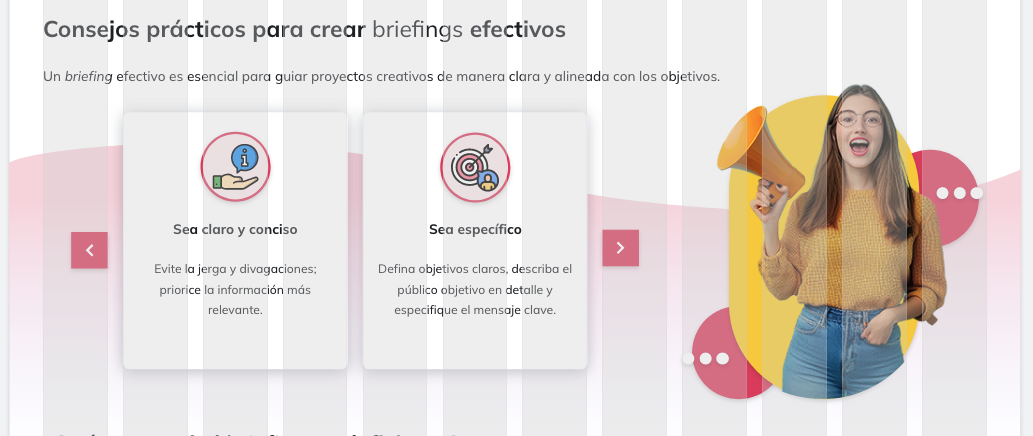 Consejos prácticos para crear briefings efectivos
Un briefing efectivo es esencial para guiar proyectos creativos de manera clara y alineada con los objetivos.
Sea claro y conciso
Evite la jerga y divagaciones;
priorice la información más
relevante.
Sea específico
Defina objetivos claros, describa el
público objetivo en detalle y
especifique el mensaje clave.